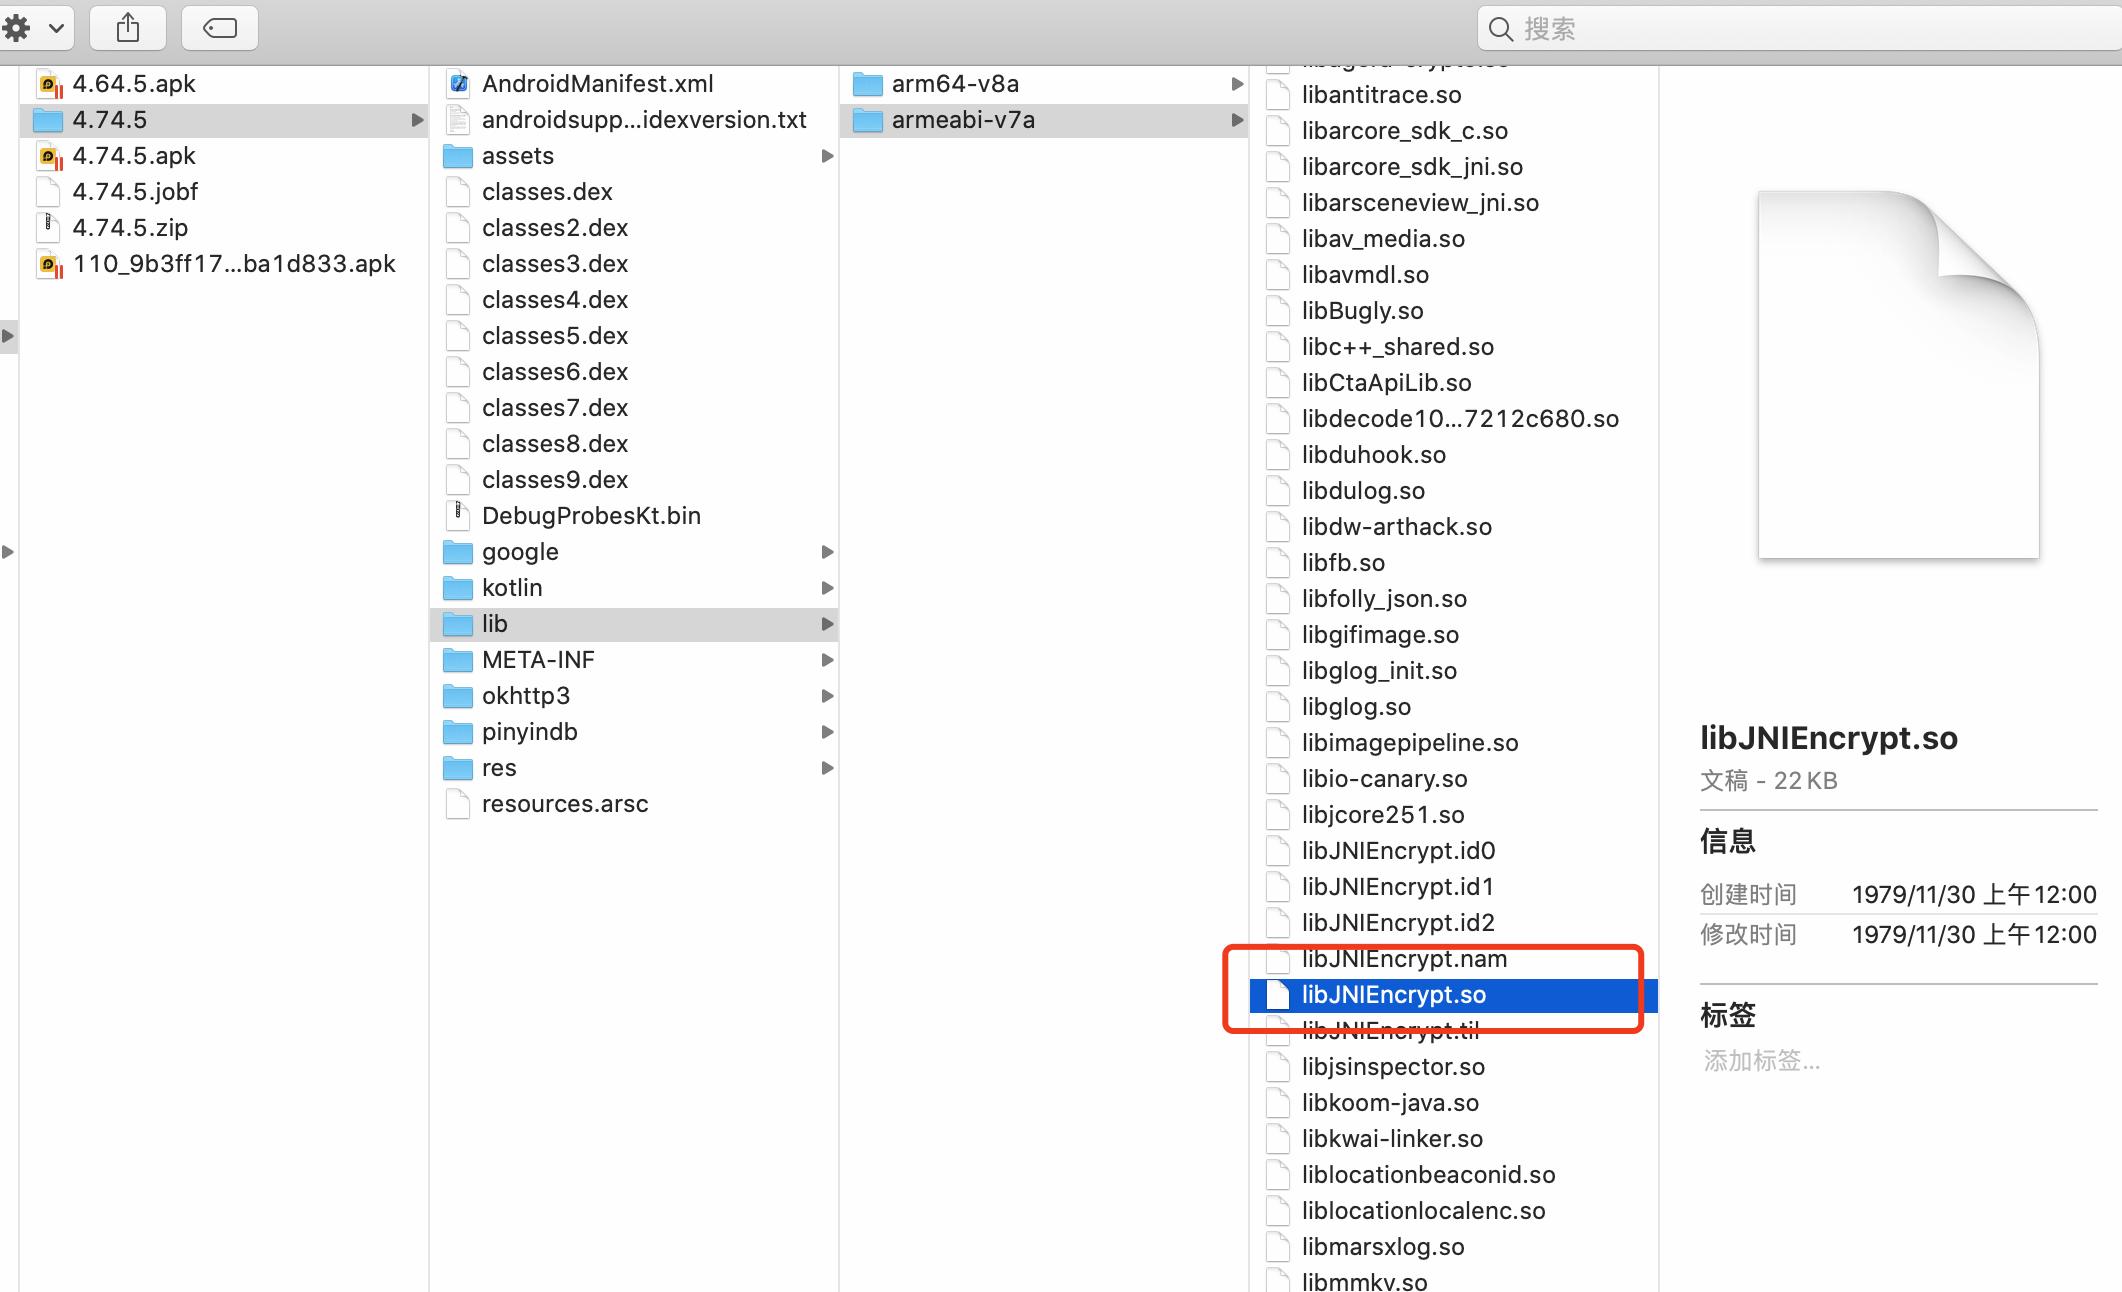 搜索
4.64.5.apk
4.74.5
4.74.5.apk
4.74.5.jobf
4.74.5.zip
110_9b3ff17...ba1d833.apk
AndroidManifest.xml
androidsupp...idexversion.txt
assets
classes.dex
classes2.dex
classes3.dex
classes4.dex
classes5.dex
classes6.dex
classes7.dex
classes8.dex
classes9.dex
DebugProbesKt.bin
google
kotlin
lib
META-INF
okhttp3
pinyindb
res
resources.arsc
arm64-v8a
armeabi-v7a
libantitrace.so
libarcore_sdk_c.so
libarcore_sdk_jni.so
libarsceneview_jni.so
libav_media.so
libavmdl.so
libBugly.so
libc++_shared.so
libCtaApiLib.so
libdecode10...7212c680.so
libduhook.so
libdulog.so
libdw-arthack.so
libfb.so
libfolly_json.so
libgifimage.so
libglog_init.so
libglog.so
libimagepipeline.so
libio-canary.so
libjcore251.so
libJNIEncrypt.id0
libJNIEncrypt.id1
libJNIEncrypt.id2
libJNIEncrypt.nam
libJNIEncrypt.so
libJNIEncrypt.til
libjsinspector.so
libkoom-java.so
libkwai-linker.so
liblocationbeaconid.so
liblocationlocalenc.so
libmarsxlog.so
libmmkv.so
libJNIEncrypt.so
文稿 - 22 KB
信息
创建时间 1979/11/30 上午12:00
修改时间 1979/11/30 上午12:00
标签
添加标签...